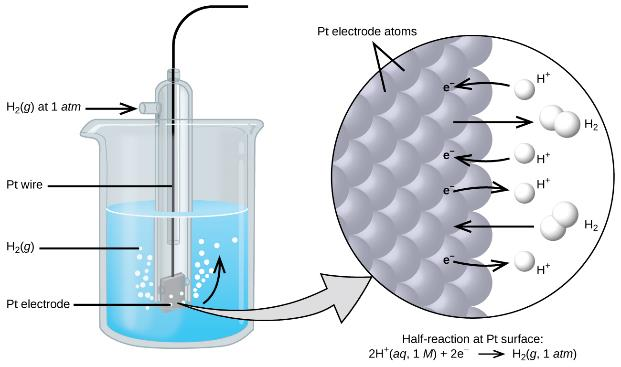 Pt electrode atoms
H₂(g) at 1 atm
Pt wire
H₂(g)
Pt electrode
e⁻ H⁺
H₂
e⁻ H⁺
e⁻ H⁺
H₂
e⁻ H⁺
Half-reaction at Pt surface:
2H⁺(aq, 1 M) + 2e⁻ ⟶ H₂(g, 1 atm)